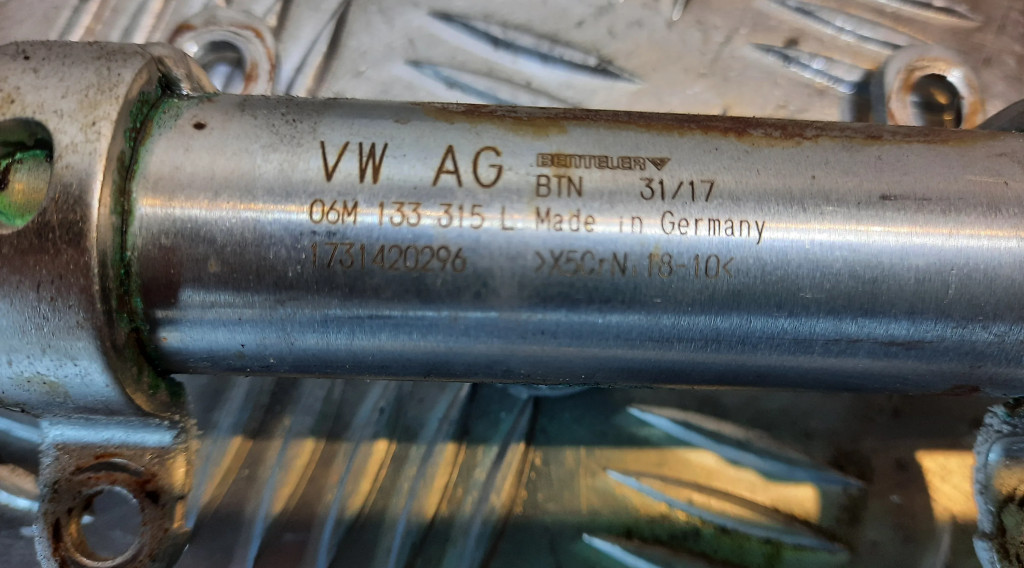 VW AG BENTELER
BTN 31/17
06M 133 315 L Made in Germany
1731420296 >X5CrNi 18-10<